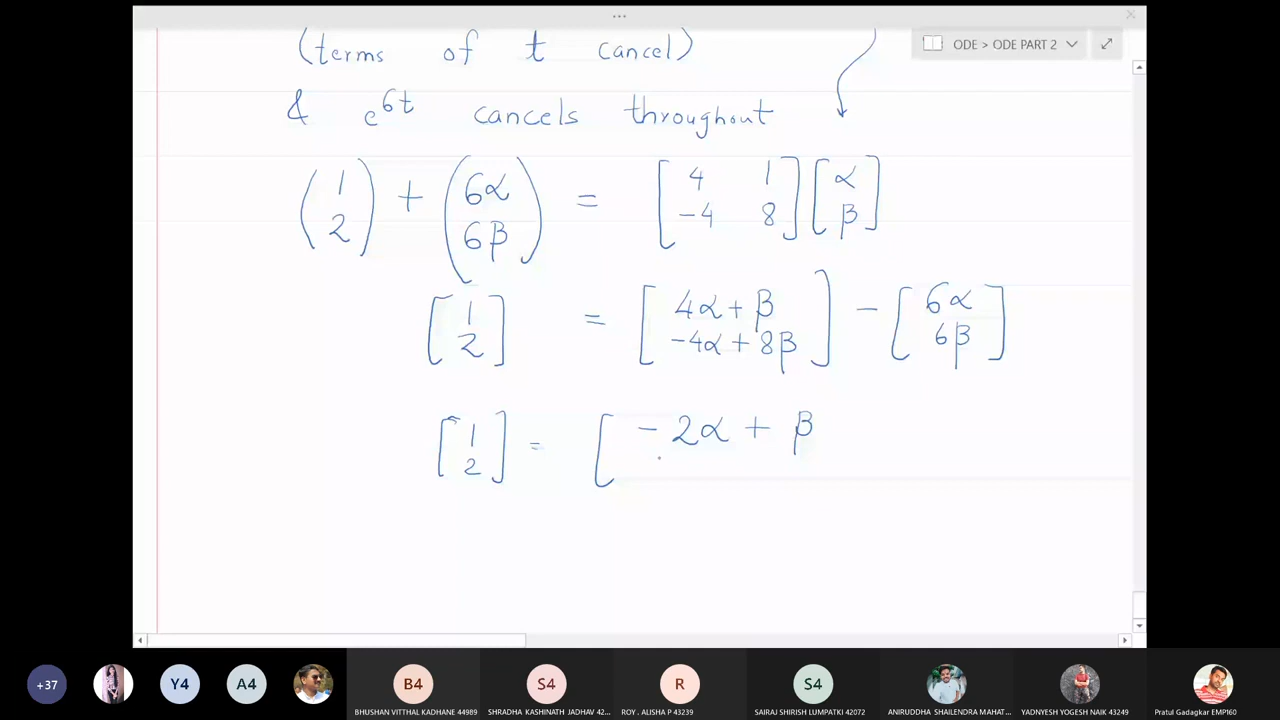 ODE > ODE PART 2
(terms of t cancel)
& e^6t cancels throughout
(1 2) + (6α 6β) = [4 1 -4 8] [α β]
[1 2] = [4α + β -4α + 8β] - [6α 6β]
[1 2] = [ -2α + β
+37 Y4 A4 B4 S4 R S4
BHUSHAN VITTHAL KADHANE 44989 SHRADHA KASHINATH JADHAV 42... ROY . ALISHA P 43239 SAIRAJ SHIRISH LUMPATKI 42072 ANIRUDDHA SHAILENDRA MAHAT... YADNYESH YOGESH NAIK 43249 Pratul Gadagkar EMP160